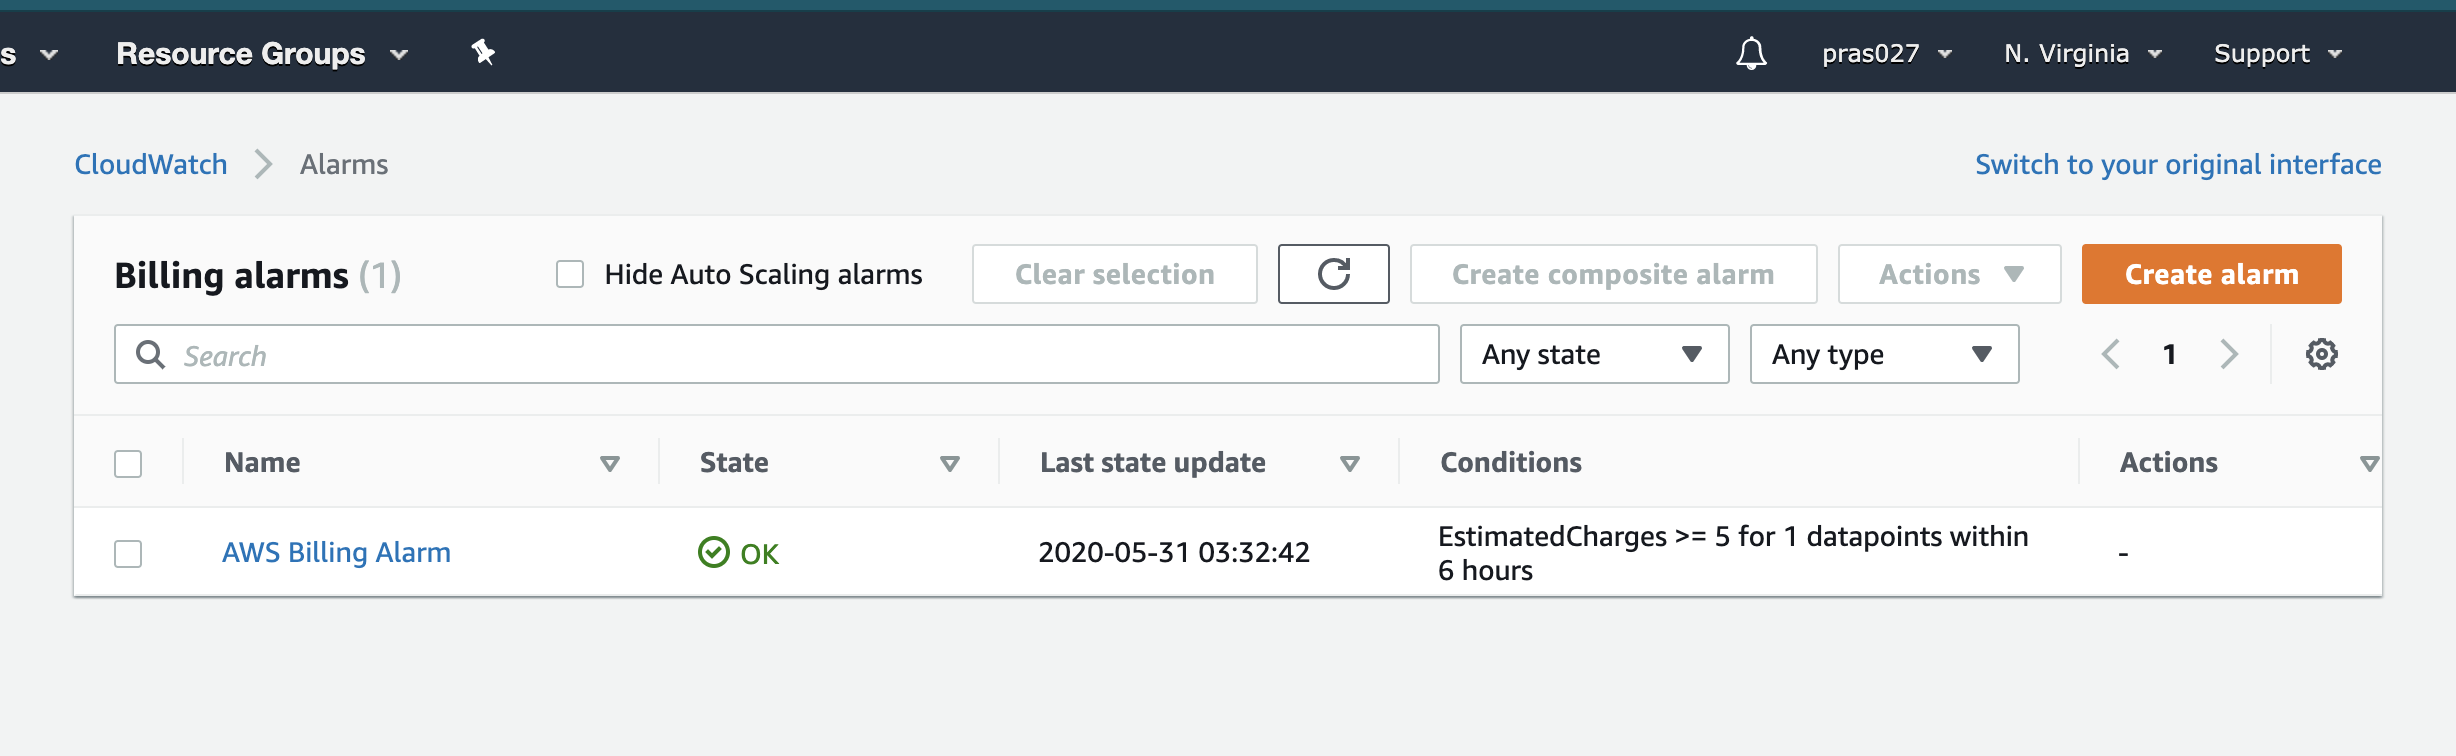 s Resource Groups pras027 N. Virginia Support
CloudWatch Alarms Switch to your original interface
Billing alarms (1) Hide Auto Scaling alarms Clear selection Create composite alarm Actions Create alarm
Search Any state Any type 1
Name State Last state update Conditions Actions
AWS Billing Alarm OK 2020-05-31 03:32:42 EstimatedCharges >= 5 for 1 datapoints within -
6 hours